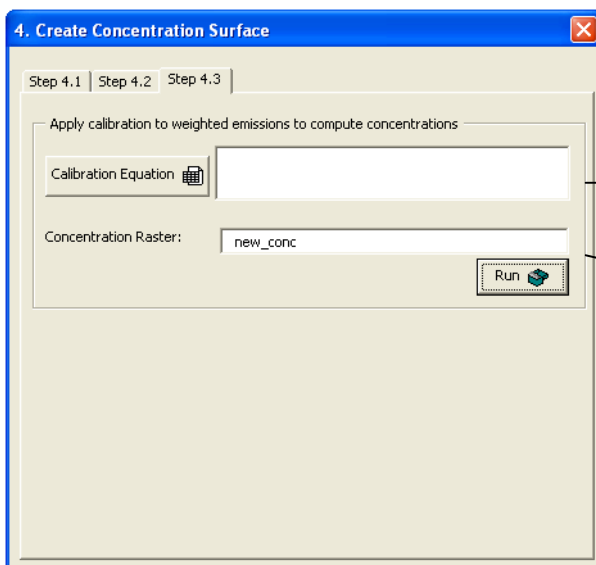 4. Create Concentration Surface
Step 4.1 Step 4.2 Step 4.3
Apply calibration to weighted emissions to compute concentrations
Calibration Equation
Concentration Raster: new_conc
Run